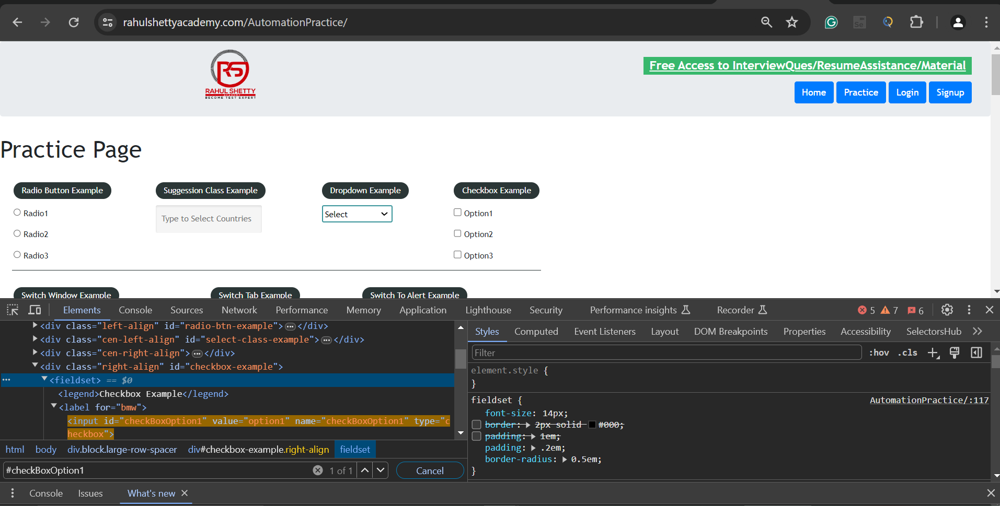 rahulshettyacademy.com/AutomationPractice/
RAHUL SHETTY
ACADEMY
BECOME TEST EXPERT
Free Access to InterviewQues/ResumeAssistance/Material
Home Practice Login Signup
Practice Page
Radio Button Example Suggession Class Example Dropdown Example Checkbox Example
Radio1 Type to Select Countries Select Option1
Radio2 Option2
Radio3 Option3
Switch Window Example Switch Tab Example Switch To Alert Example
Elements Console Sources Network Performance Memory Application Lighthouse Security Performance insights Recorder 5 7 6
<div class="left-align" id="radio-btn-example">…</div>
<div class="cen-left-align" id="select-class-example">…</div>
<div class="cen-right-align">…</div>
<div class="right-align" id="checkbox-example">
… <fieldset> == $0
<legend>Checkbox Example</legend>
<label for="bmw">
<input id="checkBoxOption1" value="option1" name="checkBoxOption1" type="c
heckbox">
html body div.block.large-row-spacer div#checkbox-example.right-align fieldset
#checkBoxOption1 1 of 1 Cancel
Styles Computed Event Listeners Layout DOM Breakpoints Properties Accessibility SelectorsHub
Filter :hov .cls
element.style {
}
fieldset { AutomationPractice/:117
font-size: 14px;
border: 2px solid #000;
padding: 1em;
padding: .2em;
border-radius: 0.5em;
}
Console Issues What's new